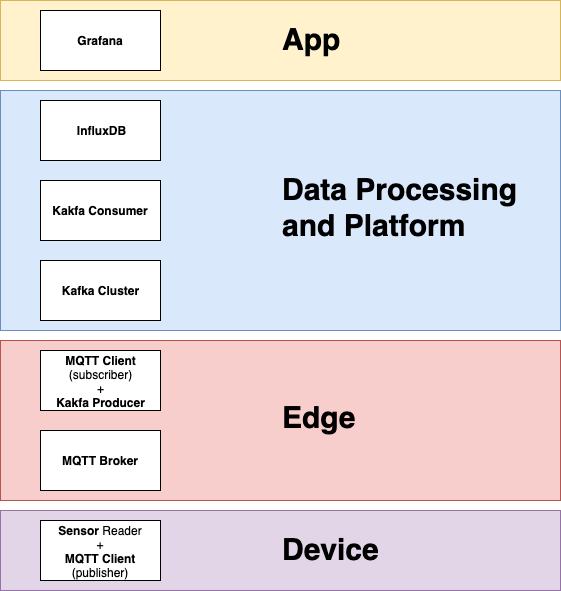 Grafana
App
InfluxDB
Kakfa Consumer
Data Processing
and Platform
Kafka Cluster
MQTT Client
(subscriber)
+
Kakfa Producer
Edge
MQTT Broker
Sensor Reader
+
MQTT Client
(publisher)
Device